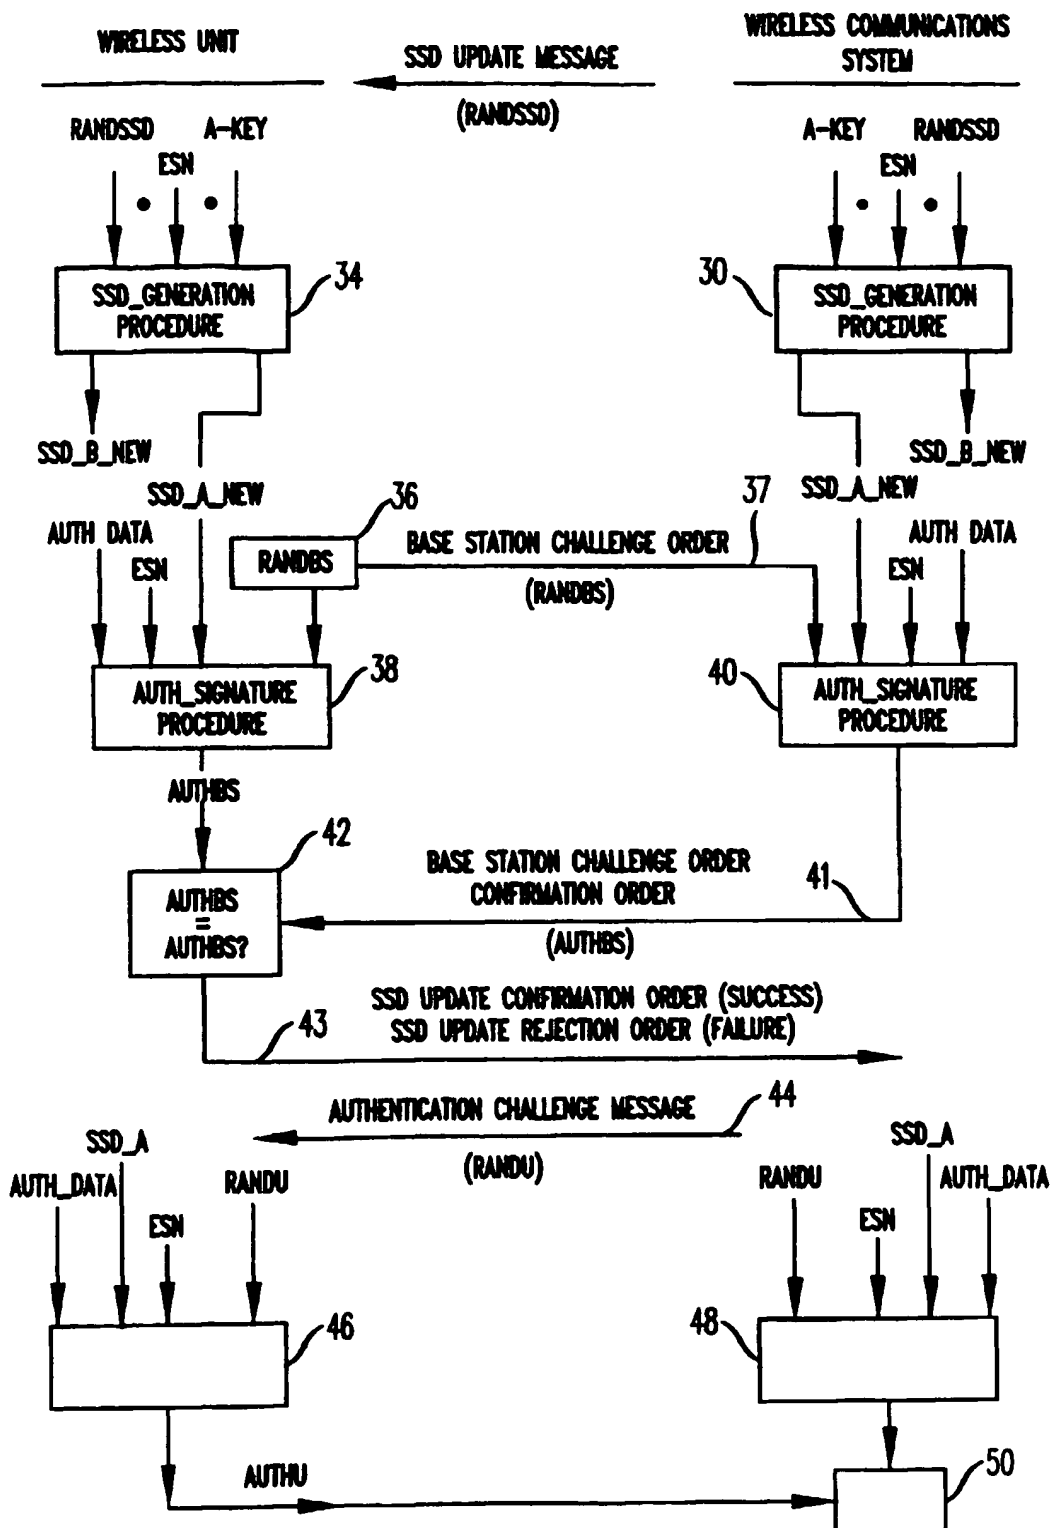 WIRELESS UNIT
SSD UPDATE MESSAGE
(RANDSSD)
WIRELESS COMMUNICATIONS
SYSTEM
RANDSSD
ESN
A-KEY
A-KEY
ESN
RANDSSD
SSD_GENERATION
PROCEDURE
34
30
SSD_GENERATION
PROCEDURE
SSD_B_NEW
SSD_A_NEW
SSD_B_NEW
SSD_A_NEW
AUTH DATA
ESN
36
RANDBS
BASE STATION CHALLENGE ORDER
(RANDBS)
37
ESN
AUTH DATA
AUTH_SIGNATURE
PROCEDURE
38
40
AUTH_SIGNATURE
PROCEDURE
AUTHBS
42
AUTHBS
=
AUTHBS?
BASE STATION CHALLENGE ORDER
CONFIRMATION ORDER
(AUTHBS)
41
SSD UPDATE CONFIRMATION ORDER (SUCCESS)
SSD UPDATE REJECTION ORDER (FAILURE)
43
AUTHENTICATION CHALLENGE MESSAGE
(RANDU)
44
SSD_A
AUTH_DATA
ESN
RANDU
SSD_A
RANDU
ESN
AUTH_DATA
46
48
AUTHU
50